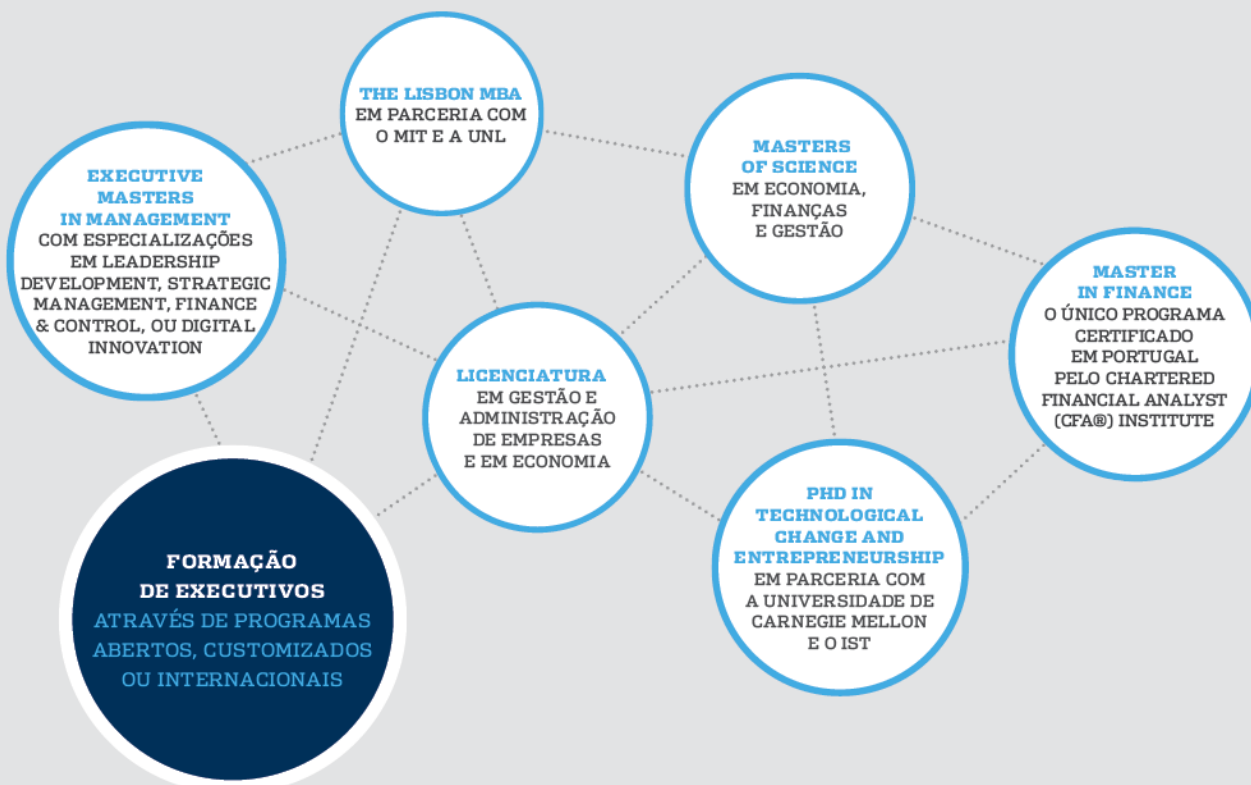 THE LISBON MBA
EM PARCERIA COM
O MIT E A UNL
EXECUTIVE
MASTERS
IN MANAGEMENT
COM ESPECIALIZAÇÕES
EM LEADERSHIP
DEVELOPMENT, STRATEGIC
MANAGEMENT, FINANCE
& CONTROL, OU DIGITAL
INNOVATION
MASTERS
OF SCIENCE
EM ECONOMIA,
FINANÇAS
E GESTÃO
MASTER
IN FINANCE
O ÚNICO PROGRAMA
CERTIFICADO
EM PORTUGAL
PELO CHARTERED
FINANCIAL ANALYST
(CFA®) INSTITUTE
LICENCIATURA
EM GESTÃO E
ADMINISTRAÇÃO
DE EMPRESAS
E EM ECONOMIA
PHD IN
TECHNOLOGICAL
CHANGE AND
ENTREPRENEURSHIP
EM PARCERIA COM
A UNIVERSIDADE DE
CARNEGIE MELLON
E O IST
FORMAÇÃO
DE EXECUTIVOS
ATRAVÉS DE PROGRAMAS
ABERTOS, CUSTOMIZADOS
OU INTERNACIONAIS